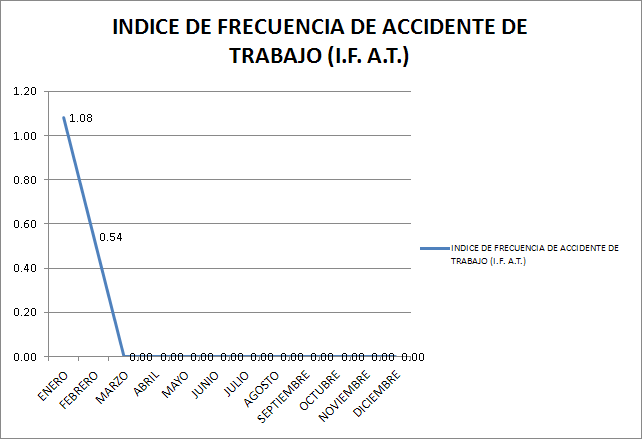 INDICE DE FRECUENCIA DE ACCIDENTE DE
TRABAJO (I.F. A.T.)
1.20
1.00
0.80
0.60
0.40
0.20
0.00
1.08
0.54
0.00 0.00 0.00 0.00 0.00 0.00 0.00 0.00 0.00 0.00
ENERO
FEBRERO
MARZO
ABRIL
MAYO
JUNIO
JULIO
AGOSTO
SEPTIEMBRE
OCTUBRE
NOVIEMBRE
DICIEMBRE
INDICE DE FRECUENCIA DE ACCIDENTE DE
TRABAJO (I.F. A.T.)